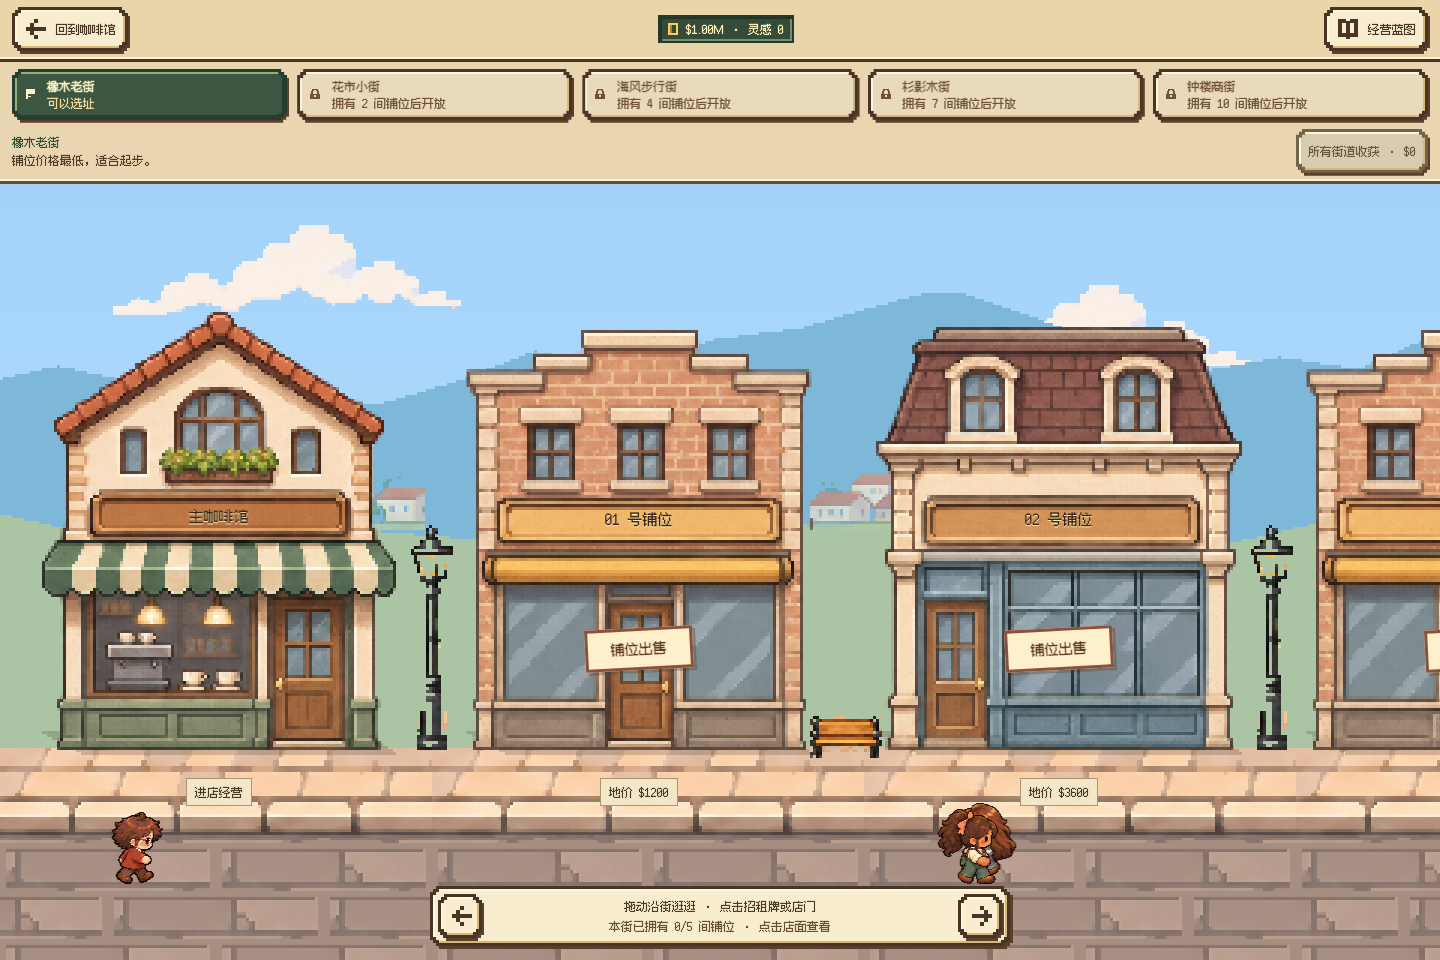 回到咖啡馆
$1.00M · 灵感 0
经营蓝图
橡木老街
可以选址
花市小街
拥有 2 间铺位后开放
海风步行街
拥有 4 间铺位后开放
杉影木街
拥有 7 间铺位后开放
钟楼商街
拥有 10 间铺位后开放
橡木老街
铺位价格最低，适合起步。
所有街道收获 · $0
主咖啡馆
01 号铺位
02 号铺位
铺位出售
铺位出售
进店经营
地价 $1200
地价 $3600
拖动沿街逛逛 · 点击招租牌或店门
本街已拥有 0/5 间铺位 · 点击店面查看